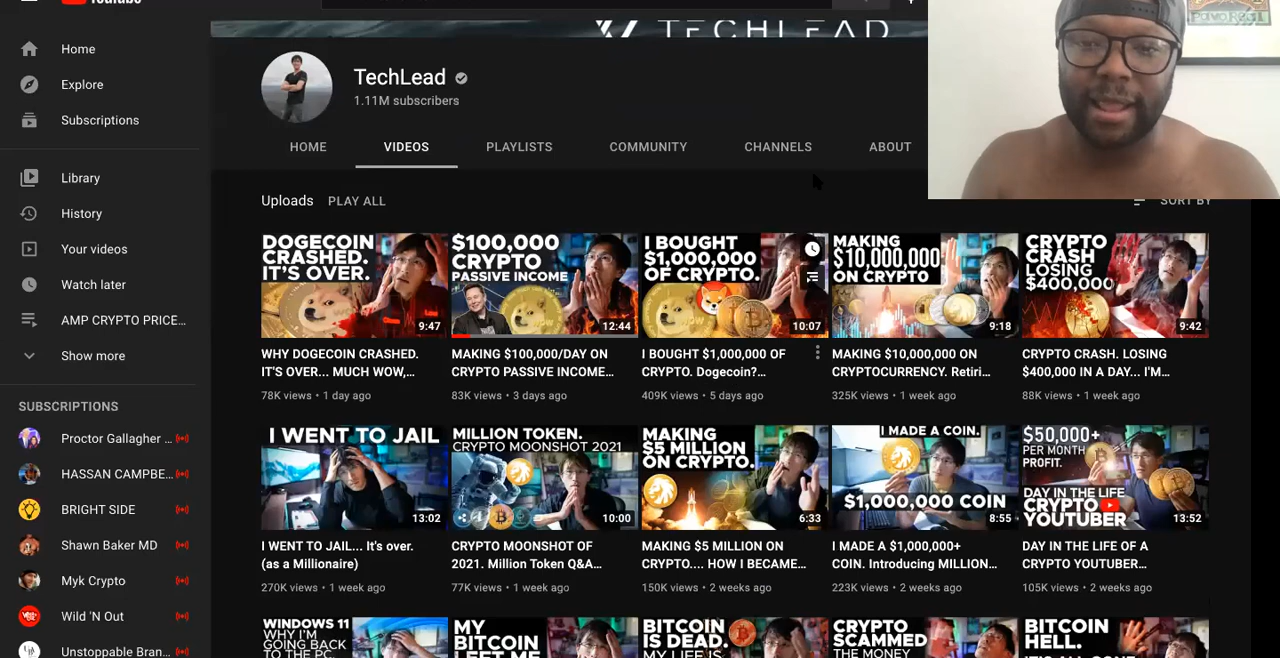 TECHLEAD
TechLead
1.11M subscribers
HOME VIDEOS PLAYLISTS COMMUNITY CHANNELS ABOUT
Home
Explore
Subscriptions
Library
History
Your videos
Watch later
AMP CRYPTO PRICE...
Show more
SUBSCRIPTIONS
Proctor Gallagher ...
HASSAN CAMPBE...
BRIGHT SIDE
Shawn Baker MD
Myk Crypto
Wild 'N Out
Unstoppable Bran...
Uploads PLAY ALL
SORT BY
DOGECOIN
CRASHED.
IT'S OVER.
9:47
WHY DOGECOIN CRASHED.
IT'S OVER... MUCH WOW,...
78K views • 1 day ago
$100,000
CRYPTO
PASSIVE INCOME
12:44
MAKING $100,000/DAY ON
CRYPTO PASSIVE INCOME...
83K views • 3 days ago
I BOUGHT
$1,000,000
OF CRYPTO.
10:07
I BOUGHT $1,000,000 OF
CRYPTO. Dogecoin?...
409K views • 5 days ago
MAKING
$10,000,000
ON CRYPTO
9:18
MAKING $10,000,000 ON
CRYPTOCURRENCY. Retiri...
325K views • 1 week ago
CRYPTO
CRASH
LOSING
$400,000
9:42
CRYPTO CRASH. LOSING
$400,000 IN A DAY... I'M...
88K views • 1 week ago
I WENT TO JAIL
13:02
I WENT TO JAIL... It's over.
(as a Millionaire)
270K views • 1 week ago
MILLION TOKEN.
CRYPTO MOONSHOT 2021
10:00
CRYPTO MOONSHOT OF
2021. Million Token Q&A...
77K views • 1 week ago
MAKING
$5 MILLION
ON CRYPTO.
6:33
MAKING $5 MILLION ON
CRYPTO.... HOW I BECAME...
150K views • 2 weeks ago
I MADE A COIN.
$1,000,000 COIN
8:55
I MADE A $1,000,000+
COIN. Introducing MILLION...
223K views • 2 weeks ago
$50,000+
PER MONTH
PROFIT.
DAY IN THE LIFE
CRYPTO
YOUTUBER
13:52
DAY IN THE LIFE OF A
CRYPTO YOUTUBER...
105K views • 2 weeks ago
WINDOWS 11
WHY I'M
GOING BACK
TO THE PC
MY
BITCOIN
LEFT ME
BITCOIN
IS DEAD.
MY LIFE IS
CRYPTO
SCAMMED
THE MONEY
BITCOIN
HELL.